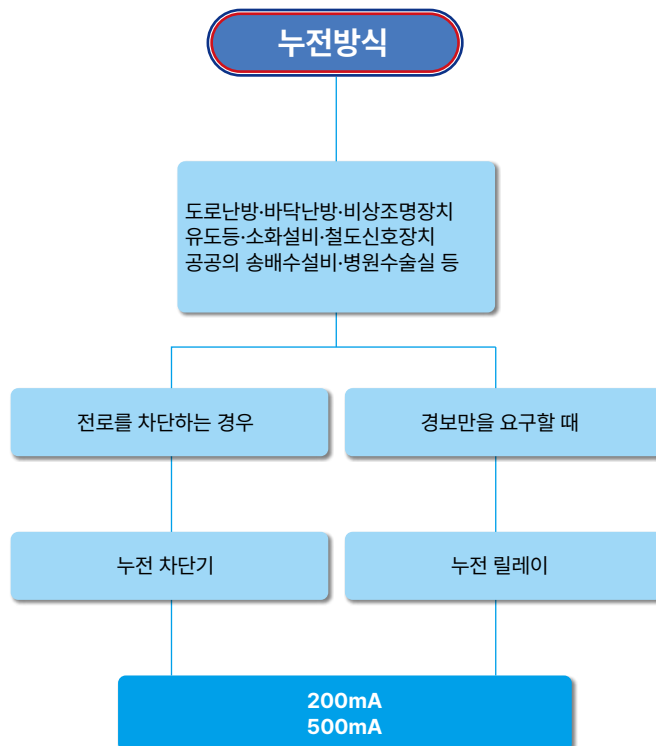 누전방식
도로난방·바닥난방·비상조명장치
유도등·소화설비·철도신호장치
공공의 송배수설비·병원수술실 등
전로를 차단하는 경우
경보만을 요구할 때
누전 차단기
누전 릴레이
200mA
500mA